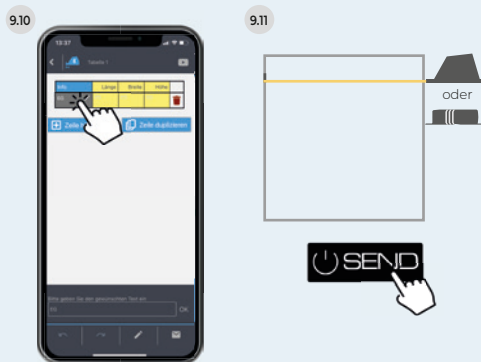 9.10
9.11
13:37
Tabelle 1
Info
Länge
Breite
Höhe
Zeile
Zeile duplizieren
oder
SEND
Bitte geben Sie den gewünschten Text ein
OK